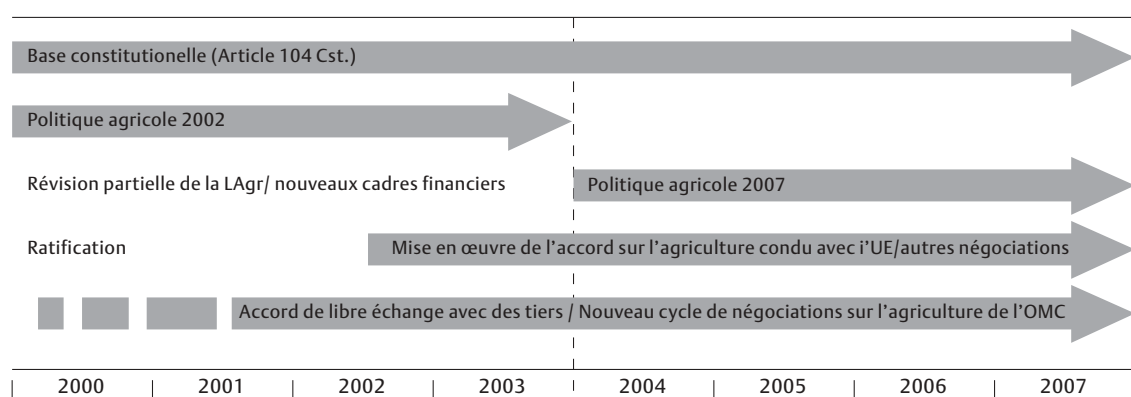 Base constitutionelle (Article 104 Cst.)
Politique agricole 2002
Révision partielle de la LAgr/ nouveaux cadres financiers
Politique agricole 2007
Ratification
Mise en œuvre de l’accord sur l’agriculture condu avec i’UE/autres négociations
Accord de libre échange avec des tiers / Nouveau cycle de négociations sur l’agriculture de l’OMC
2000 2001 2002 2003 2004 2005 2006 2007